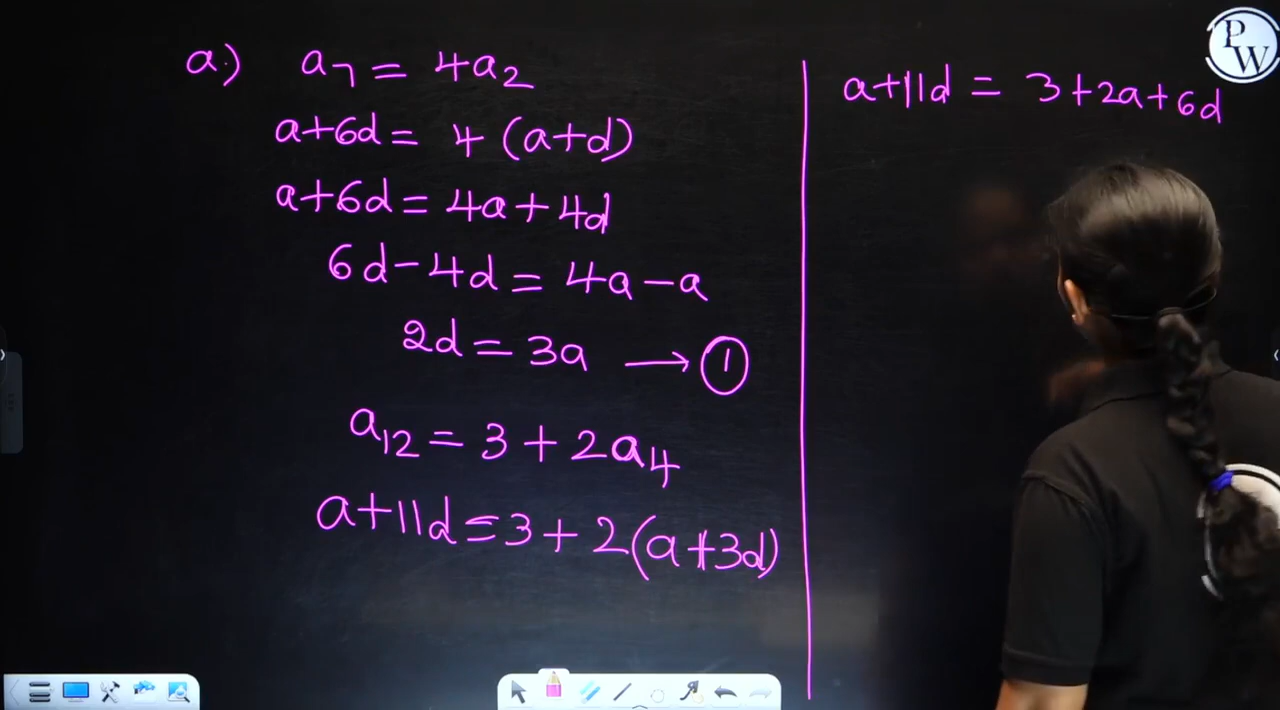 a.) a₇ = 4a₂
a+6d = 4 (a+d)
a+6d = 4a+4d
6d-4d = 4a-a
2d = 3a → ①
a₁₂ = 3 + 2a₄
a+11d = 3 + 2(a+3d)
a+11d = 3+2a+6d
PW